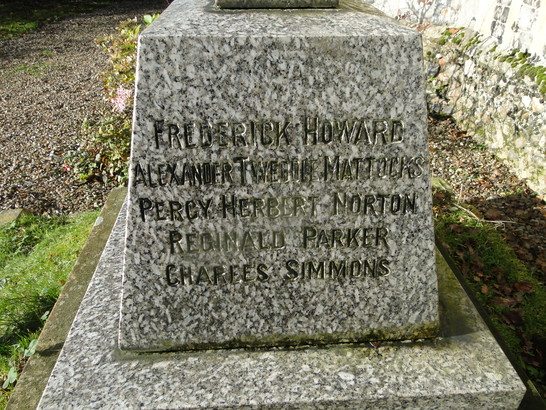 FREDERICK HOWARD
ALEXANDER TWEEDIE MATTOCKS
PERCY HERBERT NORTON
REGINALD PARKER
CHARLES SIMMONS